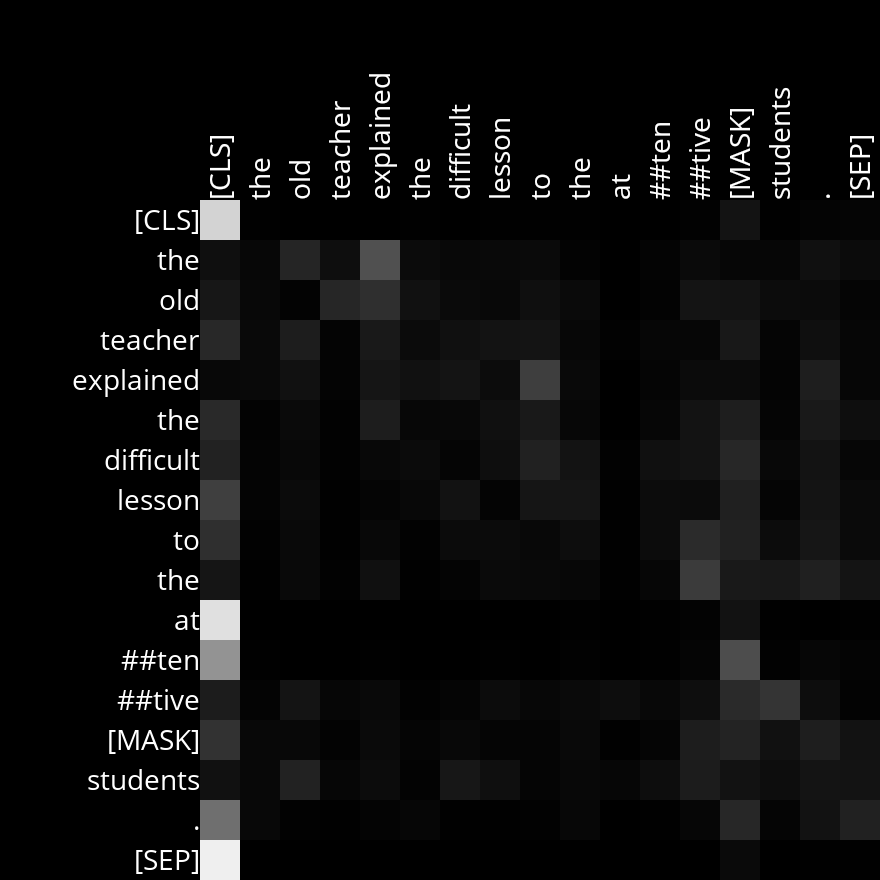 [CLS] the old teacher explained the difficult lesson to the at ##ten ##tive [MASK] students . [SEP]
[CLS]
the
old
teacher
explained
the
difficult
lesson
to
the
at
##ten
##tive
[MASK]
students
.
[SEP]